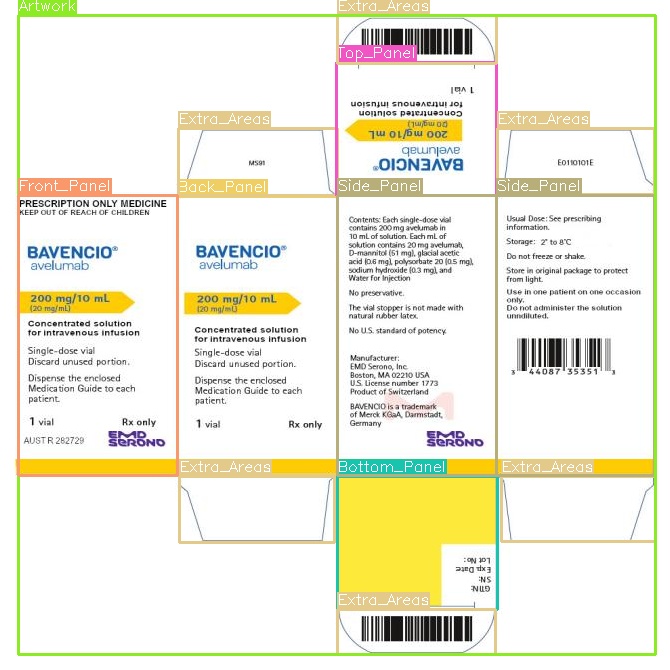 Artwork
Extra_Areas
Top_Panel
1 vial
Concentrated solution
for intravenous infusion
200 mg/10 mL
(20 mg/mL)
avelumab
BAVENCIO®
Extra_Areas
MS91
Extra_Areas
E0110101E
Front_Panel
PRESCRIPTION ONLY MEDICINE
KEEP OUT OF REACH OF CHILDREN
BAVENCIO®
avelumab
200 mg/10 mL
(20 mg/mL)
Concentrated solution
for intravenous infusion
Single-dose vial
Discard unused portion.
Dispense the enclosed
Medication Guide to each
patient.
1 vial Rx only
AUST R 282729
EMD
SERONO
Back_Panel
BAVENCIO®
avelumab
200 mg/10 mL
(20 mg/mL)
Concentrated solution
for intravenous infusion
Single-dose vial
Discard unused portion.
Dispense the enclosed
Medication Guide to each
patient.
1 vial Rx only
Side_Panel
Contents: Each single-dose vial
contains 200 mg avelumab in
10 mL of solution. Each mL of
solution contains 20 mg avelumab,
D-mannitol (51 mg), glacial acetic
acid (0.6 mg), polysorbate 20 (0.5 mg),
sodium hydroxide (0.3 mg), and
Water for Injection
No preservative.
The vial stopper is not made with
natural rubber latex.
No U.S. standard of potency.
Manufacturer:
EMD Serono, Inc.
Boston, MA 02210 USA
U.S. License number 1773
Product of Switzerland
BAVENCIO is a trademark
of Merck KGaA, Darmstadt,
Germany
EMD
SERONO
Side_Panel
Usual Dose: See prescribing
information.
Storage: 2° to 8°C
Do not freeze or shake.
Store in original package to protect
from light.
Use in one patient on one occasion
only.
Do not administer the solution
unndiluted.
3 44087 35351 3
Extra_Areas
Bottom_Panel
Extra_Areas
GTIN:
SN:
Exp. Date
Lot No:
Extra_Areas